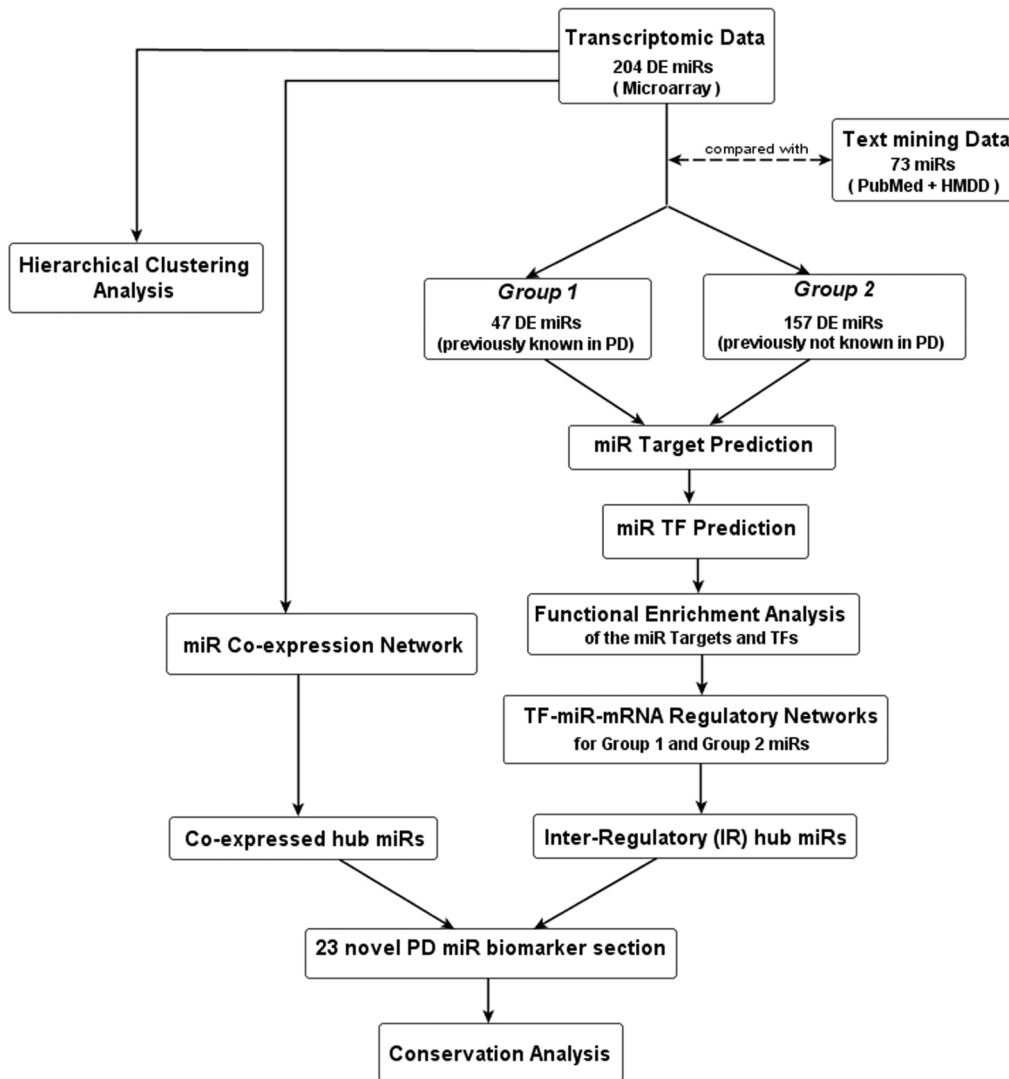 Transcriptomic Data
204 DE miRs
( Microarray )
compared with
Text mining Data
73 miRs
( PubMed + HMDD )
Hierarchical Clustering
Analysis
Group 1
47 DE miRs
(previously known in PD)
Group 2
157 DE miRs
(previously not known in PD)
miR Target Prediction
miR TF Prediction
Functional Enrichment Analysis
of the miR Targets and TFs
miR Co-expression Network
TF-miR-mRNA Regulatory Networks
for Group 1 and Group 2 miRs
Co-expressed hub miRs
Inter-Regulatory (IR) hub miRs
23 novel PD miR biomarker section
Conservation Analysis